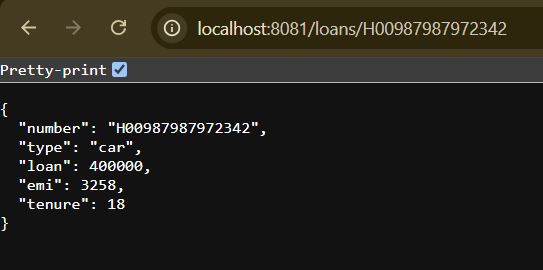 localhost:8081/loans/H00987987972342
Pretty-print
{
  "number": "H00987987972342",
  "type": "car",
  "loan": 400000,
  "emi": 3258,
  "tenure": 18
}